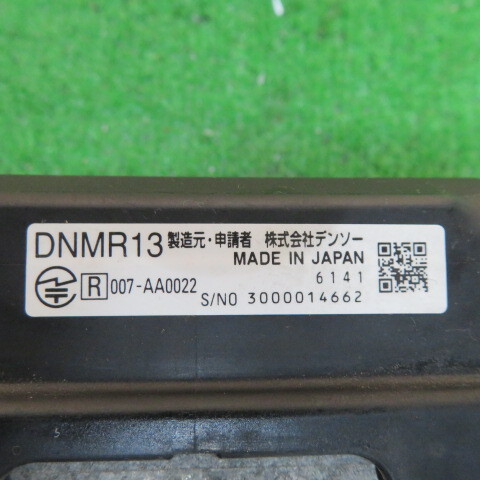 DNMR13 製造元・申請者 株式会社デンソー
MADE IN JAPAN
R 007-AA0022 6141
S/NO 3000014662